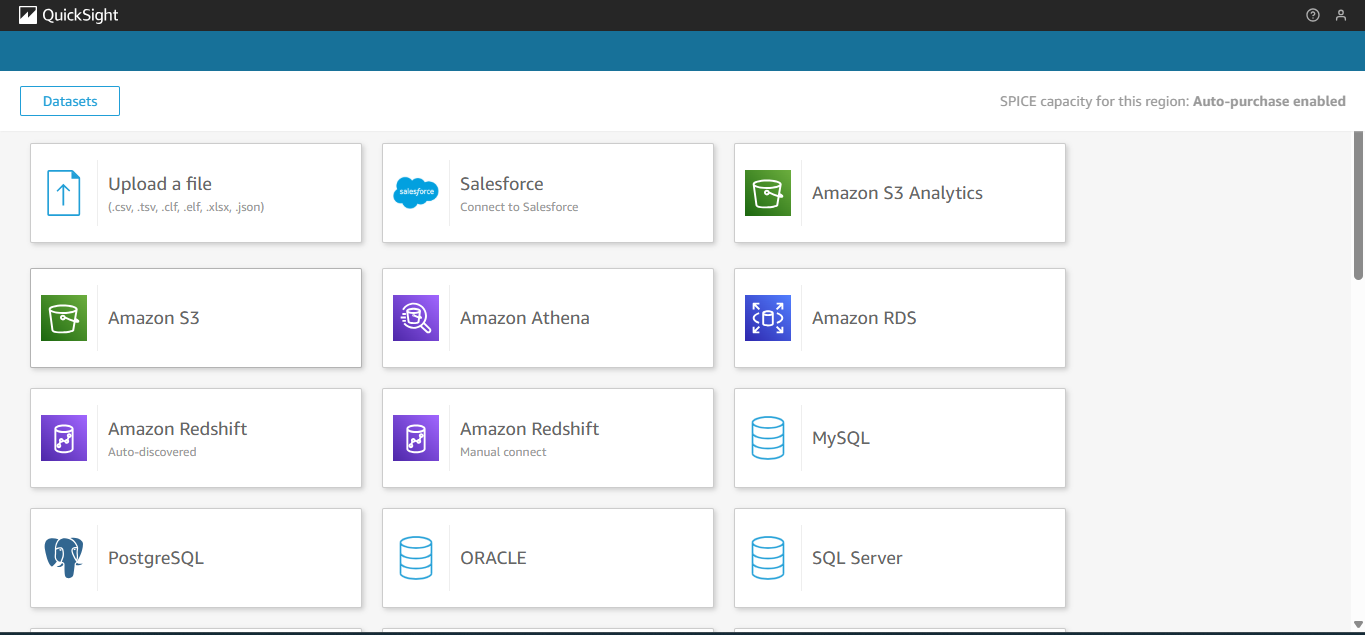 QuickSight
Datasets
SPICE capacity for this region: Auto-purchase enabled
Upload a file
(.csv, .tsv, .clf, .elf, .xlsx, .json)
salesforce
Salesforce
Connect to Salesforce
Amazon S3 Analytics
Amazon S3
Amazon Athena
Amazon RDS
Amazon Redshift
Auto-discovered
Amazon Redshift
Manual connect
MySQL
PostgreSQL
ORACLE
SQL Server